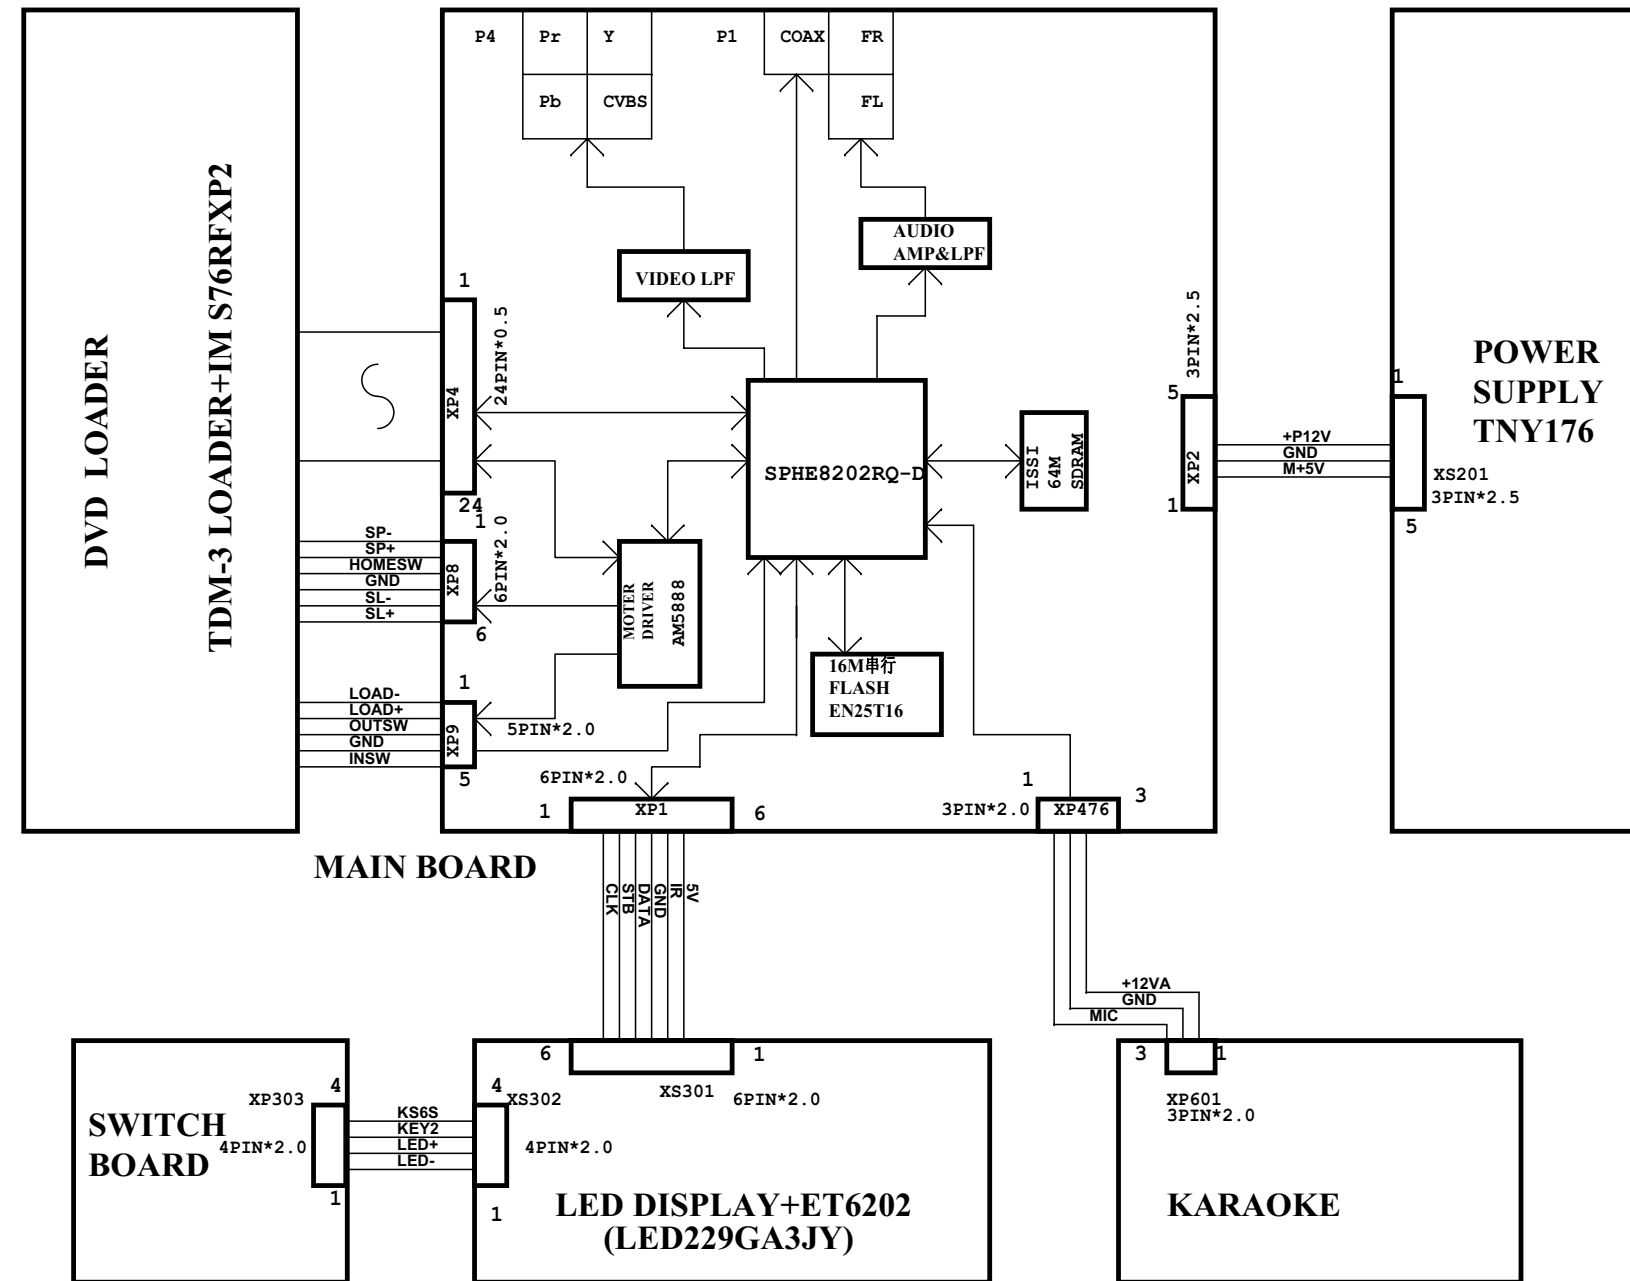 P4
Pr
Y
Pb
CVBS
P1
COAX
FR
FL
VIDEO LPF
AUDIO
AMP&LPF
DVD LOADER
TDM-3 LOADER+IM S76RFXP2
1
XP4
24PIN*0.5
24
SPHE8202RQ-D
ISSI
64M
SDRAM
3PIN*2.5
5
XP2
1
+P12V
GND
M+5V
POWER
SUPPLY
TNY176
1
XS201
3PIN*2.5
5
SP-
SP+
HOMESW
GND
SL-
SL+
1
XP8
6PIN*2.0
6
MOTER
DRIVER
AM5888
16M串行
FLASH
EN25T16
LOAD-
LOAD+
OUTSW
GND
INSW
1
XP9
5PIN*2.0
5
6PIN*2.0
1
XP1
6
1
3PIN*2.0
XP476
3
MAIN BOARD
CLK
STB
DATA
GND
IR
5V
+12VA
GND
MIC
SWITCH
BOARD
XP303
4
4PIN*2.0
1
KS6S
KEY2
LED+
LED-
4
XS302
4PIN*2.0
1
6
XS301
1
6PIN*2.0
LED DISPLAY+ET6202
(LED229GA3JY)
3
1
XP601
3PIN*2.0
KARAOKE